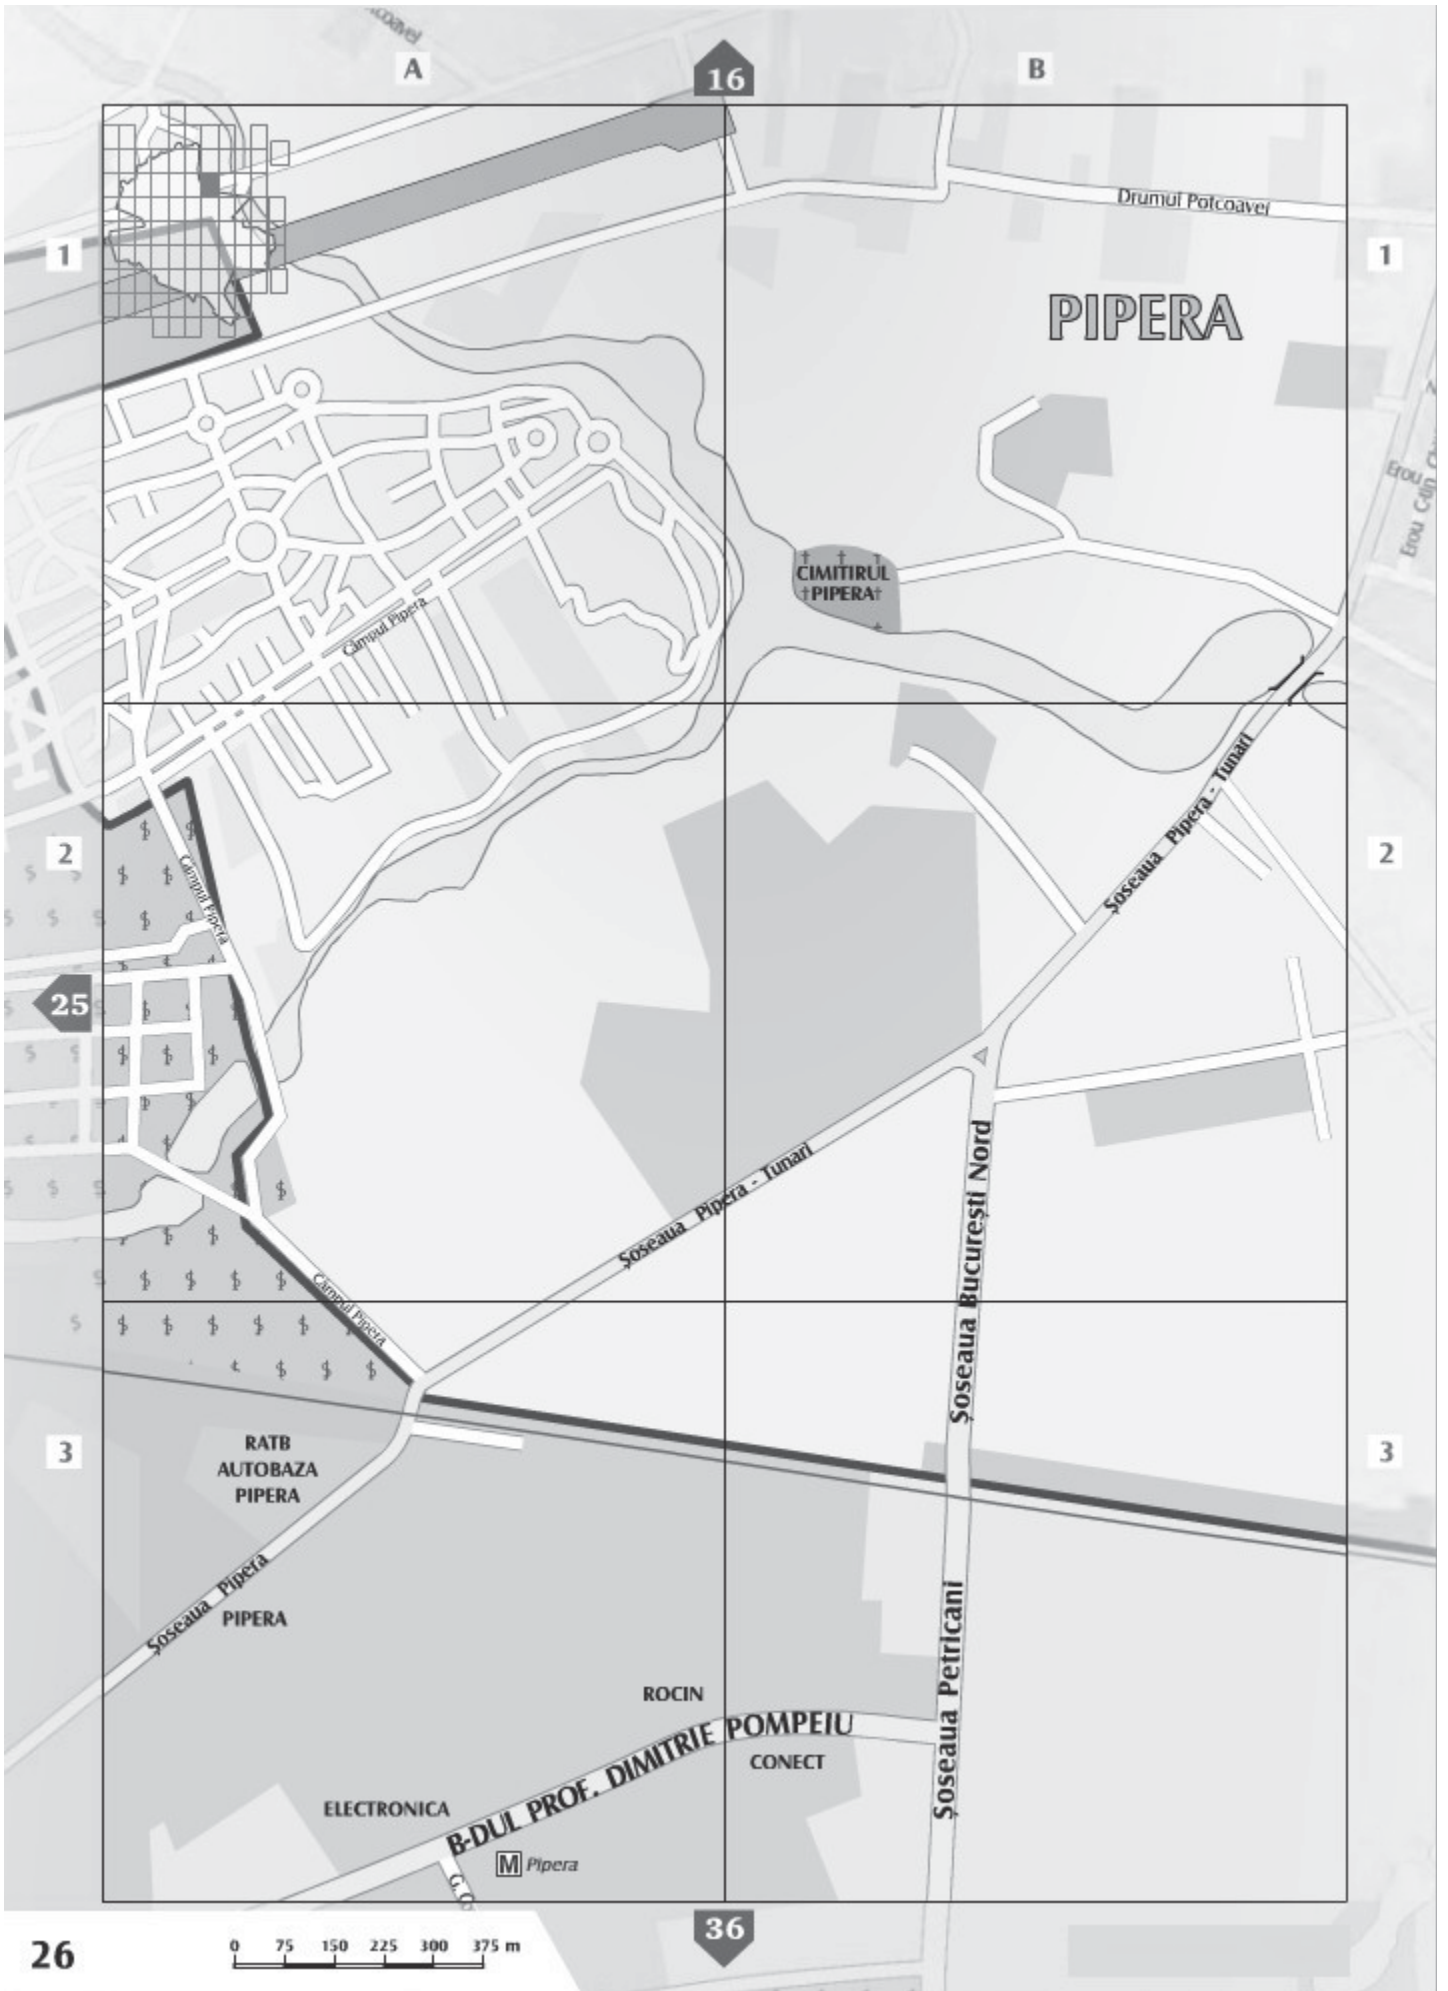 A
16
B
Drumul Potcoavei
1
1
PIPERA
Erou
CIMITIRUL
PIPERA
Câmpul Pipera
Șoseaua Pipera - Tunari
2
2
Câmpul Pipera
25
Șoseaua Pipera - Tunari
Șoseaua București Nord
Câmpul Pipera
3
3
RATB
AUTOBAZA
PIPERA
Șoseaua Pipera
PIPERA
Șoseaua Petricani
ROCIN
B-DUL PROF. DIMITRIE POMPEIU
CONECT
ELECTRONICA
M Pipera
26
0 75 150 225 300 375 m
36